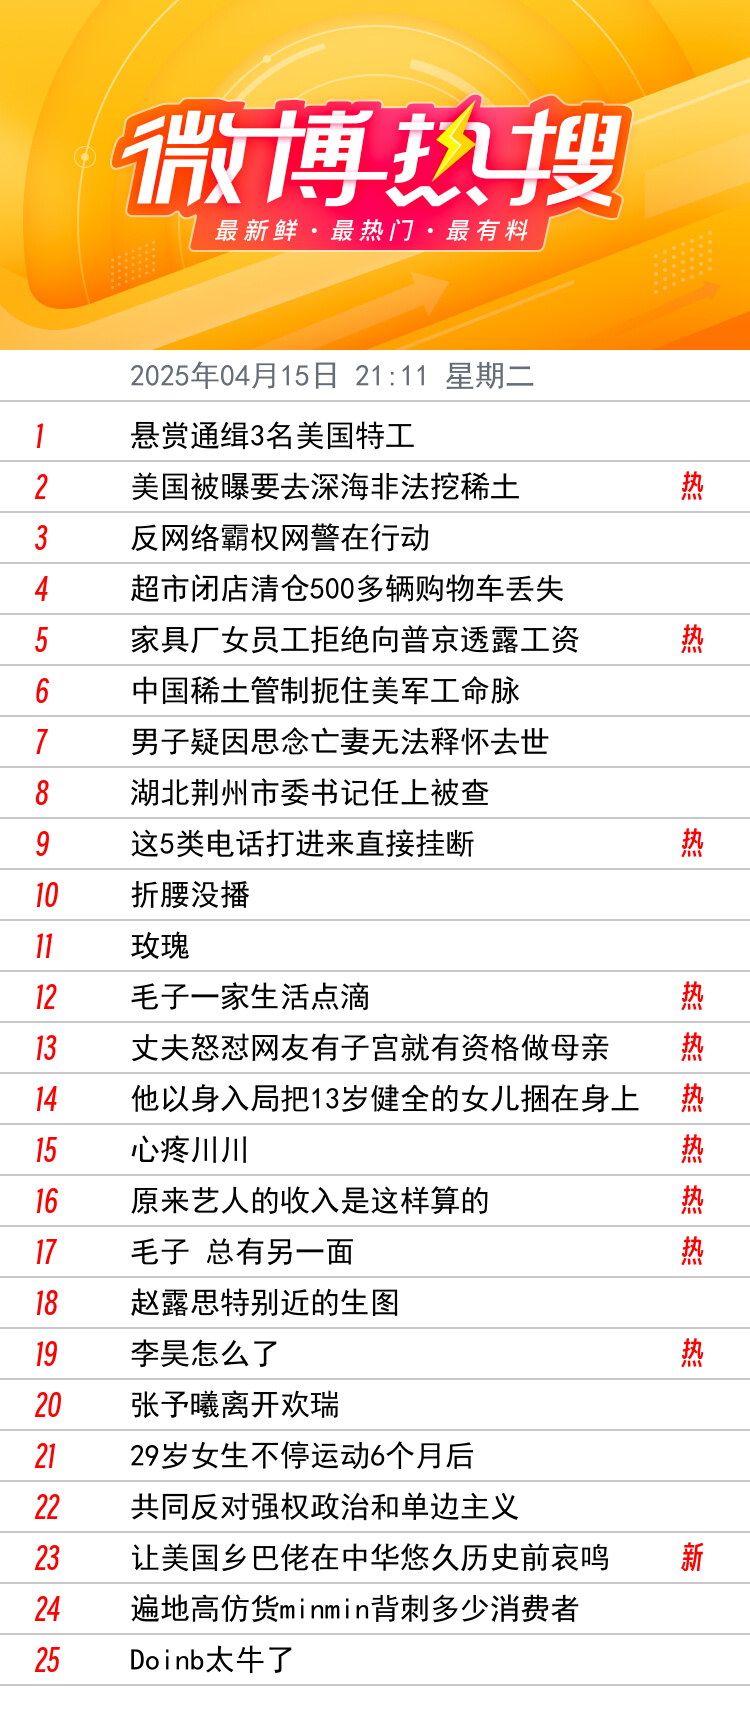 微博热搜
最新鲜·最热门·最有料
2025年04月15日 21:11 星期二
1 悬赏通缉3名美国特工
2 美国被曝要去深海非法挖稀土 热
3 反网络霸权网警在行动
4 超市闭店清仓500多辆购物车丢失
5 家具厂女员工拒绝向普京透露工资 热
6 中国稀土管制扼住美军工命脉
7 男子疑因思念亡妻无法释怀去世
8 湖北荆州市委书记任上被查
9 这5类电话打进来直接挂断 热
10 折腰没播
11 玫瑰
12 毛子一家生活点滴 热
13 丈夫怒怼网友有子宫就有资格做母亲 热
14 他以身入局把13岁健全的女儿捆在身上 热
15 心疼川川 热
16 原来艺人的收入是这样算的 热
17 毛子 总有另一面 热
18 赵露思特别近的生图
19 李昊怎么了 热
20 张予曦离开欢瑞
21 29岁女生不停运动6个月后
22 共同反对强权政治和单边主义
23 让美国乡巴佬在中华悠久历史前哀鸣 新
24 遍地高仿货minmin背刺多少消费者
25 Doinb太牛了